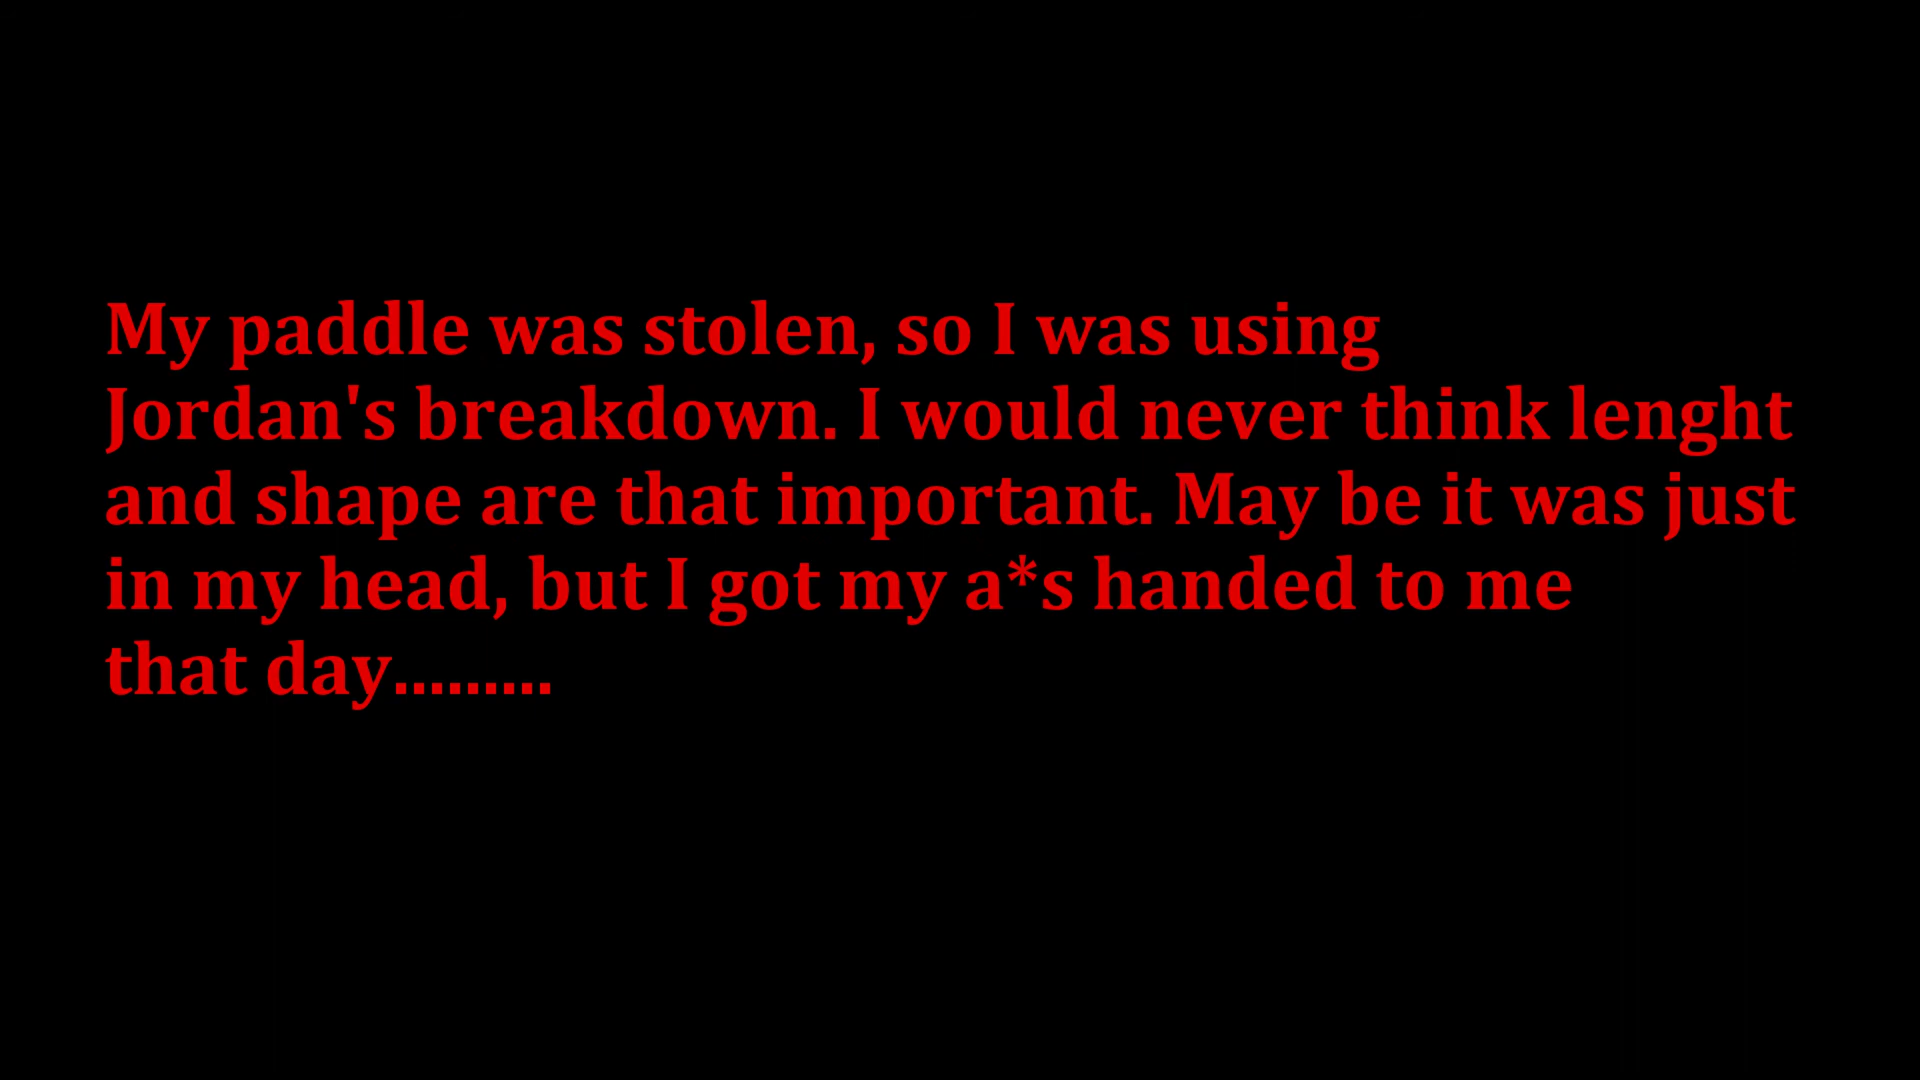 My paddle was stolen, so I was using
Jordan's breakdown. I would never think lenght
and shape are that important. May be it was just
in my head, but I got my a*s handed to me
that day.........